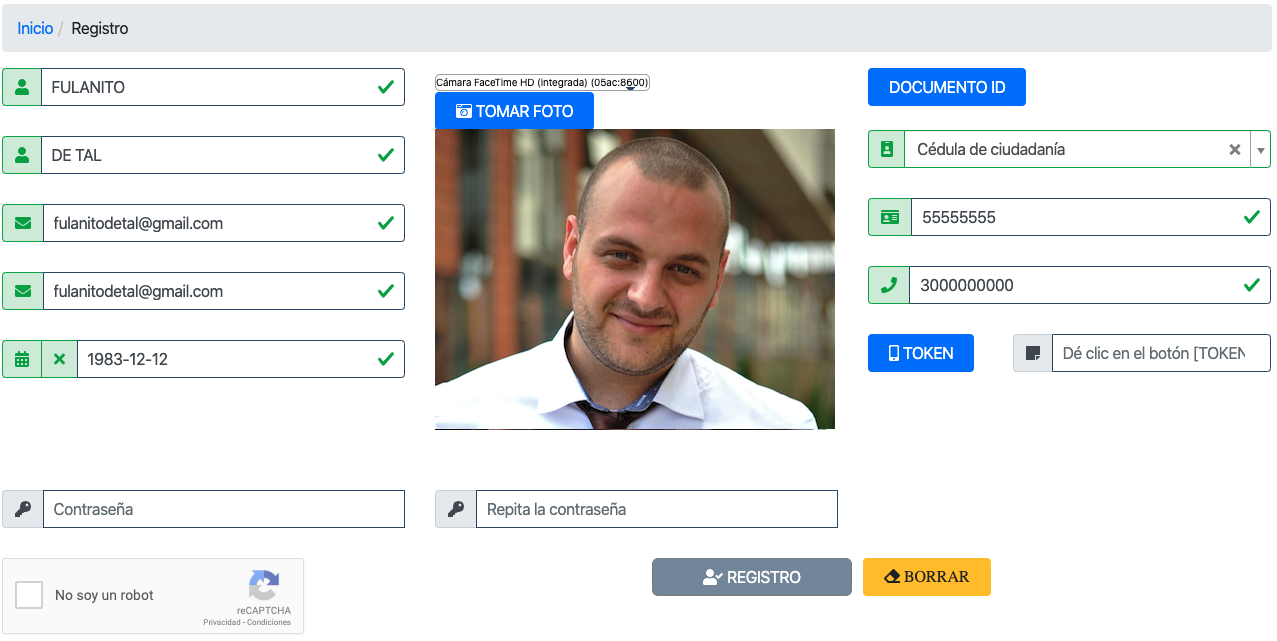 Inicio / Registro
FULANITO
DE TAL
fulanitodetal@gmail.com
fulanitodetal@gmail.com
1983-12-12
Cámara FaceTime HD (integrada) (05ac:8600)
TOMAR FOTO
DOCUMENTO ID
Cédula de ciudadanía
55555555
3000000000
TOKEN
Dé clic en el botón [TOKEN
Contraseña
Repita la contraseña
No soy un robot
reCAPTCHA
Privacidad - Condiciones
REGISTRO
BORRAR